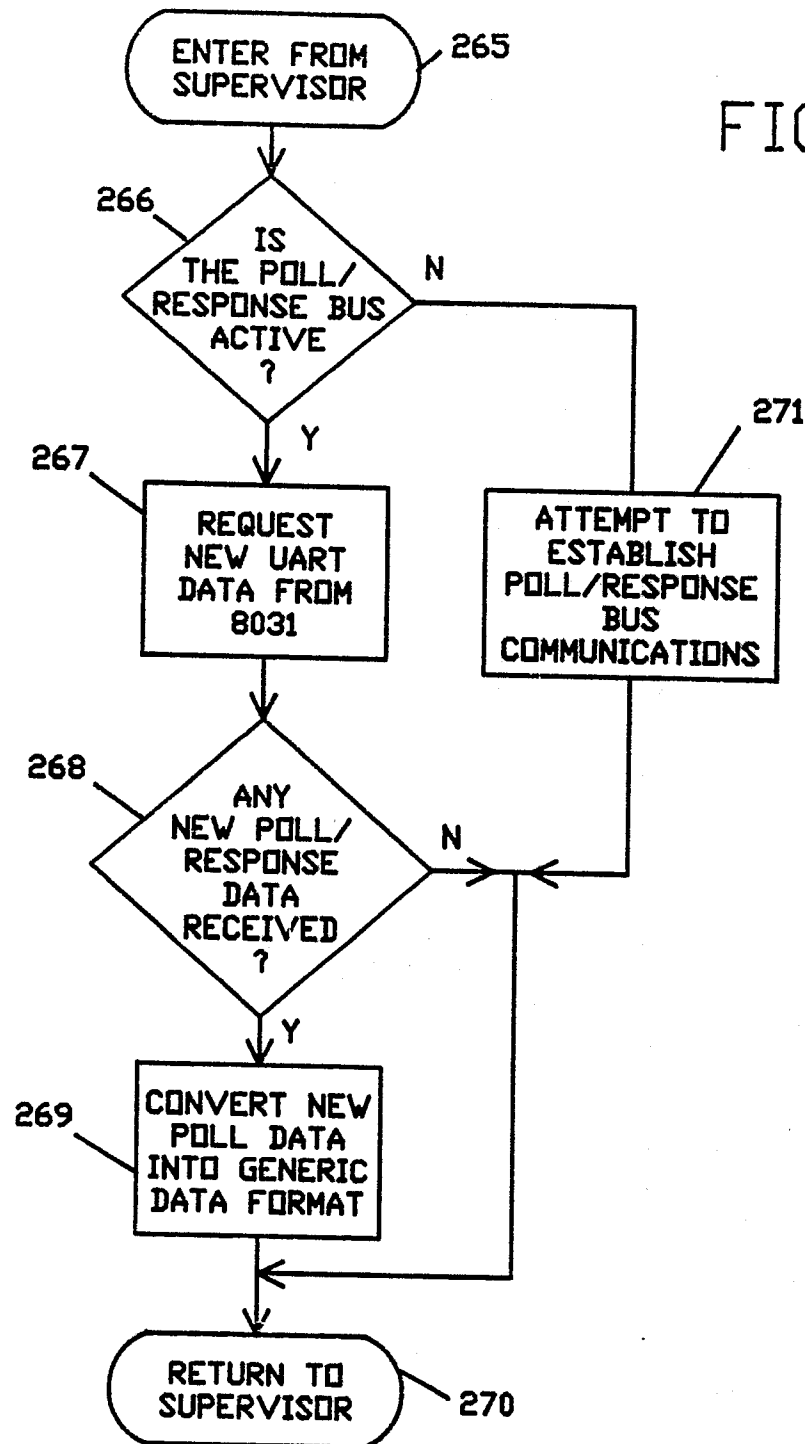 ENTER FROM
SUPERVISOR
265
FIG
266
IS
THE POLL/
RESPONSE BUS
ACTIVE
?
N
Y
267
REQUEST
NEW UART
DATA FROM
8031
271
ATTEMPT TO
ESTABLISH
POLL/RESPONSE
BUS
COMMUNICATIONS
268
ANY
NEW POLL/
RESPONSE
DATA
RECEIVED
?
N
Y
269
CONVERT NEW
POLL DATA
INTO GENERIC
DATA FORMAT
RETURN TO
SUPERVISOR
270